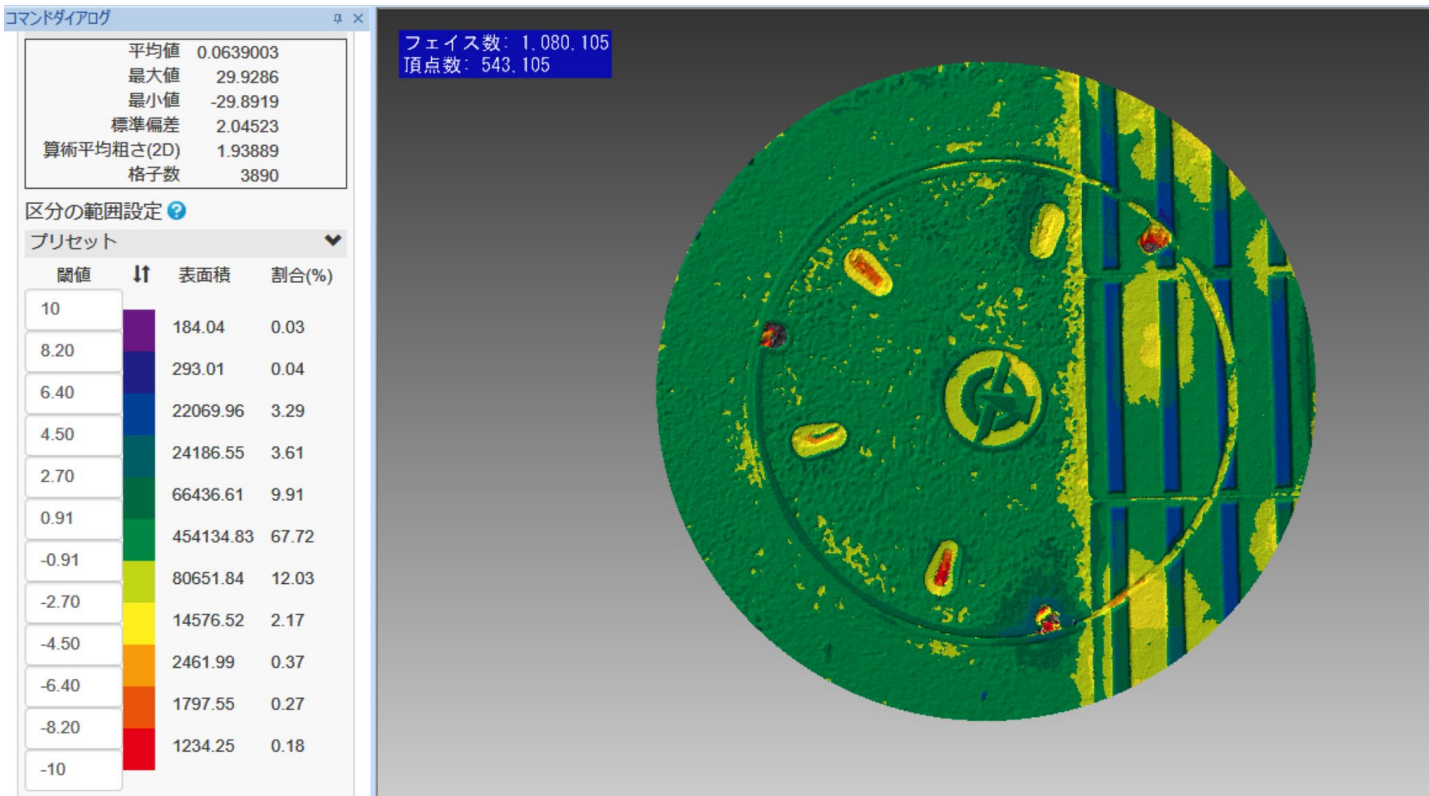 コマンドダイアログ
平均値 0.0639003
最大値 29.9286
最小値 -29.8919
標準偏差 2.04523
算術平均粗さ(2D) 1.93889
格子数 3890
区分の範囲設定 ?
プリセット
閾値 表面積 割合(%)
10
184.04 0.03
8.20
293.01 0.04
6.40
22069.96 3.29
4.50
24186.55 3.61
2.70
66436.61 9.91
0.91
454134.83 67.72
-0.91
80651.84 12.03
-2.70
14576.52 2.17
-4.50
2461.99 0.37
-6.40
1797.55 0.27
-8.20
1234.25 0.18
-10
フェイス数: 1,080,105
頂点数: 543,105